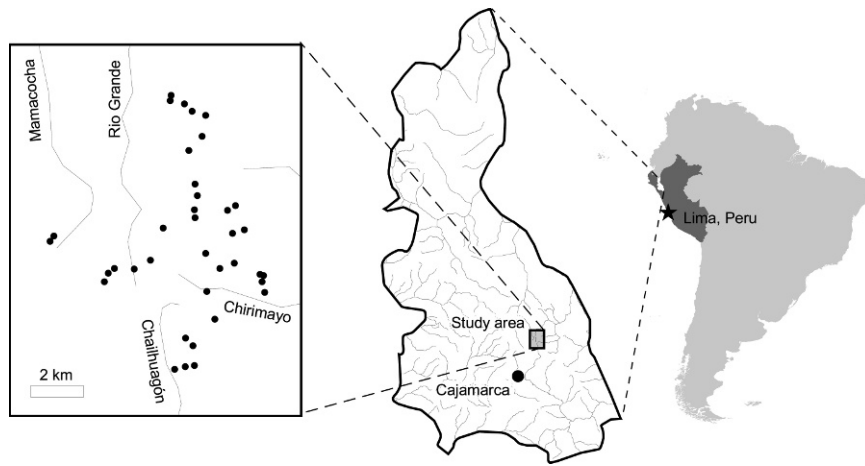 Mamacocha
Rio Grande
Chirimayo
Chailhuagón
2 km
Study area
Cajamarca
Lima, Peru